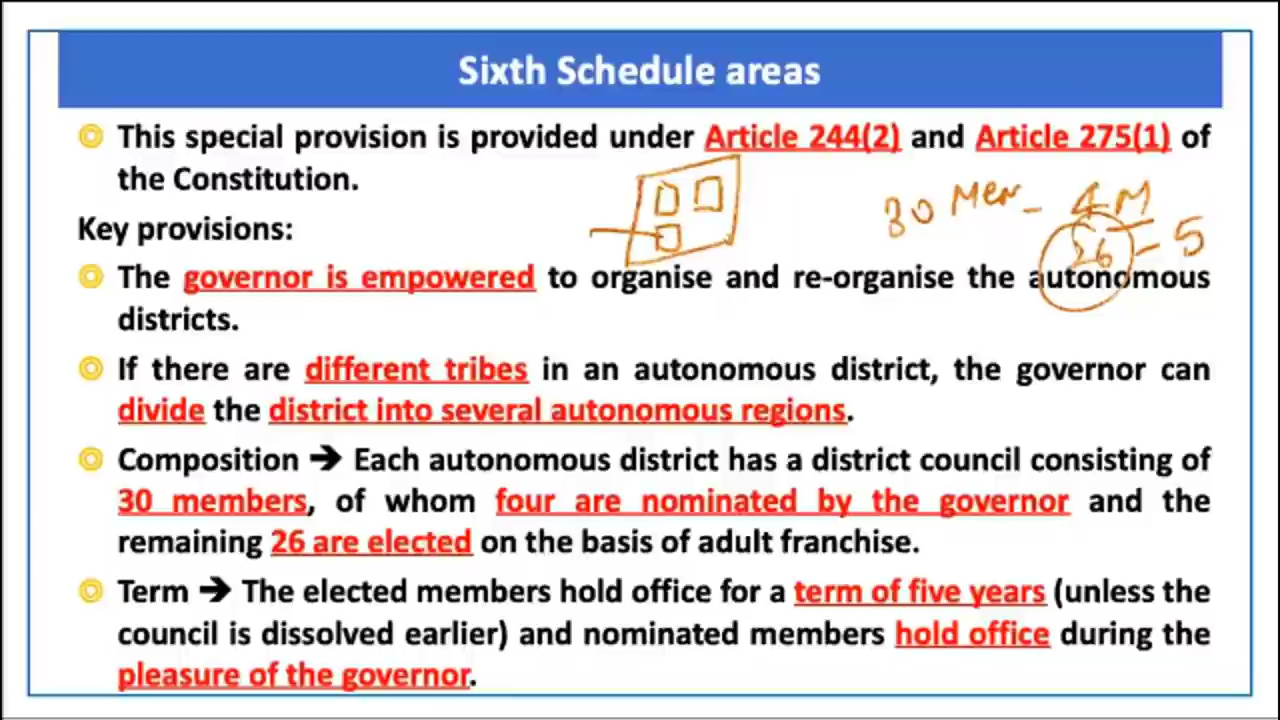 Sixth Schedule areas
This special provision is provided under Article 244(2) and Article 275(1) of
the Constitution.
30 Mem - 4 M
26 - 5
Key provisions:
The governor is empowered to organise and re-organise the autonomous
districts.
If there are different tribes in an autonomous district, the governor can
divide the district into several autonomous regions.
Composition ➔ Each autonomous district has a district council consisting of
30 members, of whom four are nominated by the governor and the
remaining 26 are elected on the basis of adult franchise.
Term ➔ The elected members hold office for a term of five years (unless the
council is dissolved earlier) and nominated members hold office during the
pleasure of the governor.